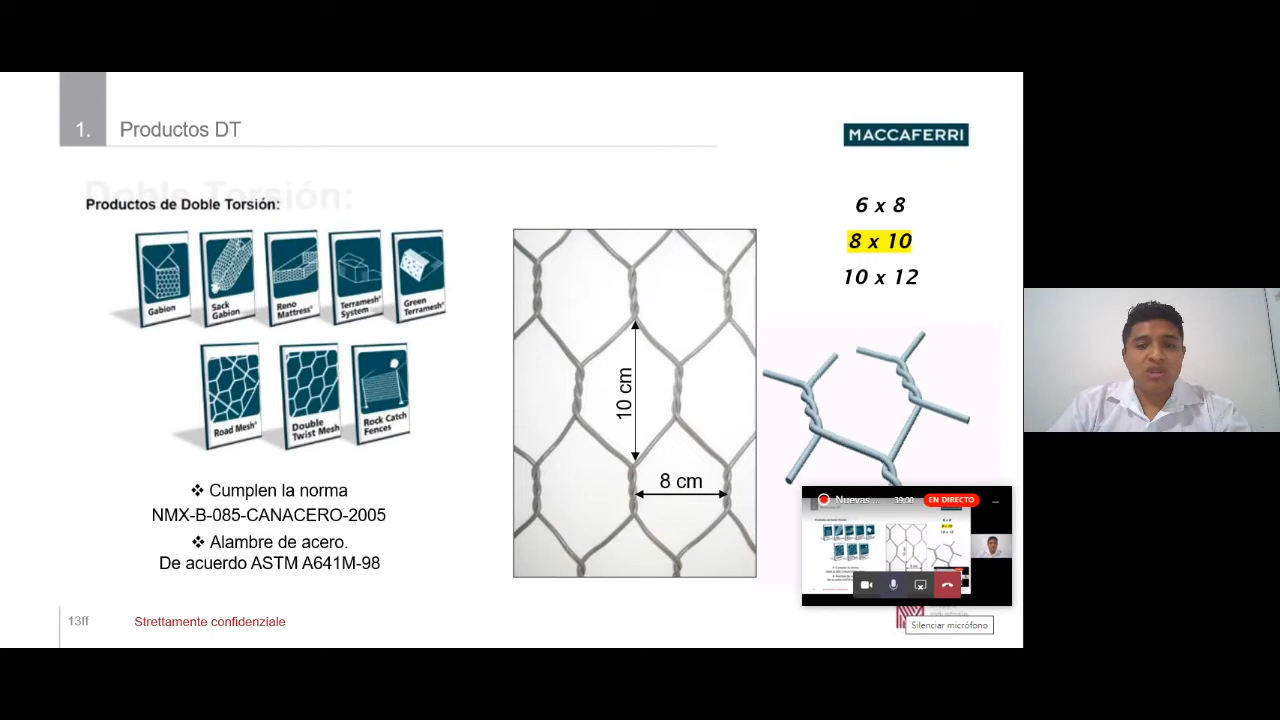 1.
Productos DT
MACCAFERRI
Doble Torsión:
Productos de Doble Torsión:
Gabion
Sack Gabion
Reno Mattress®
Terramesh® System
Green Terramesh®
Road Mesh®
Double Twist Mesh
Rock Catch Fences
❖ Cumplen la norma
NMX-B-085-CANACERO-2005
❖ Alambre de acero.
De acuerdo ASTM A641M-98
10 cm
8 cm
6 x 8
8 x 10
10 x 12
Nuevas ...
39:00
EN DIRECTO
Silenciar micrófono
13ff
Strettamente confidenziale